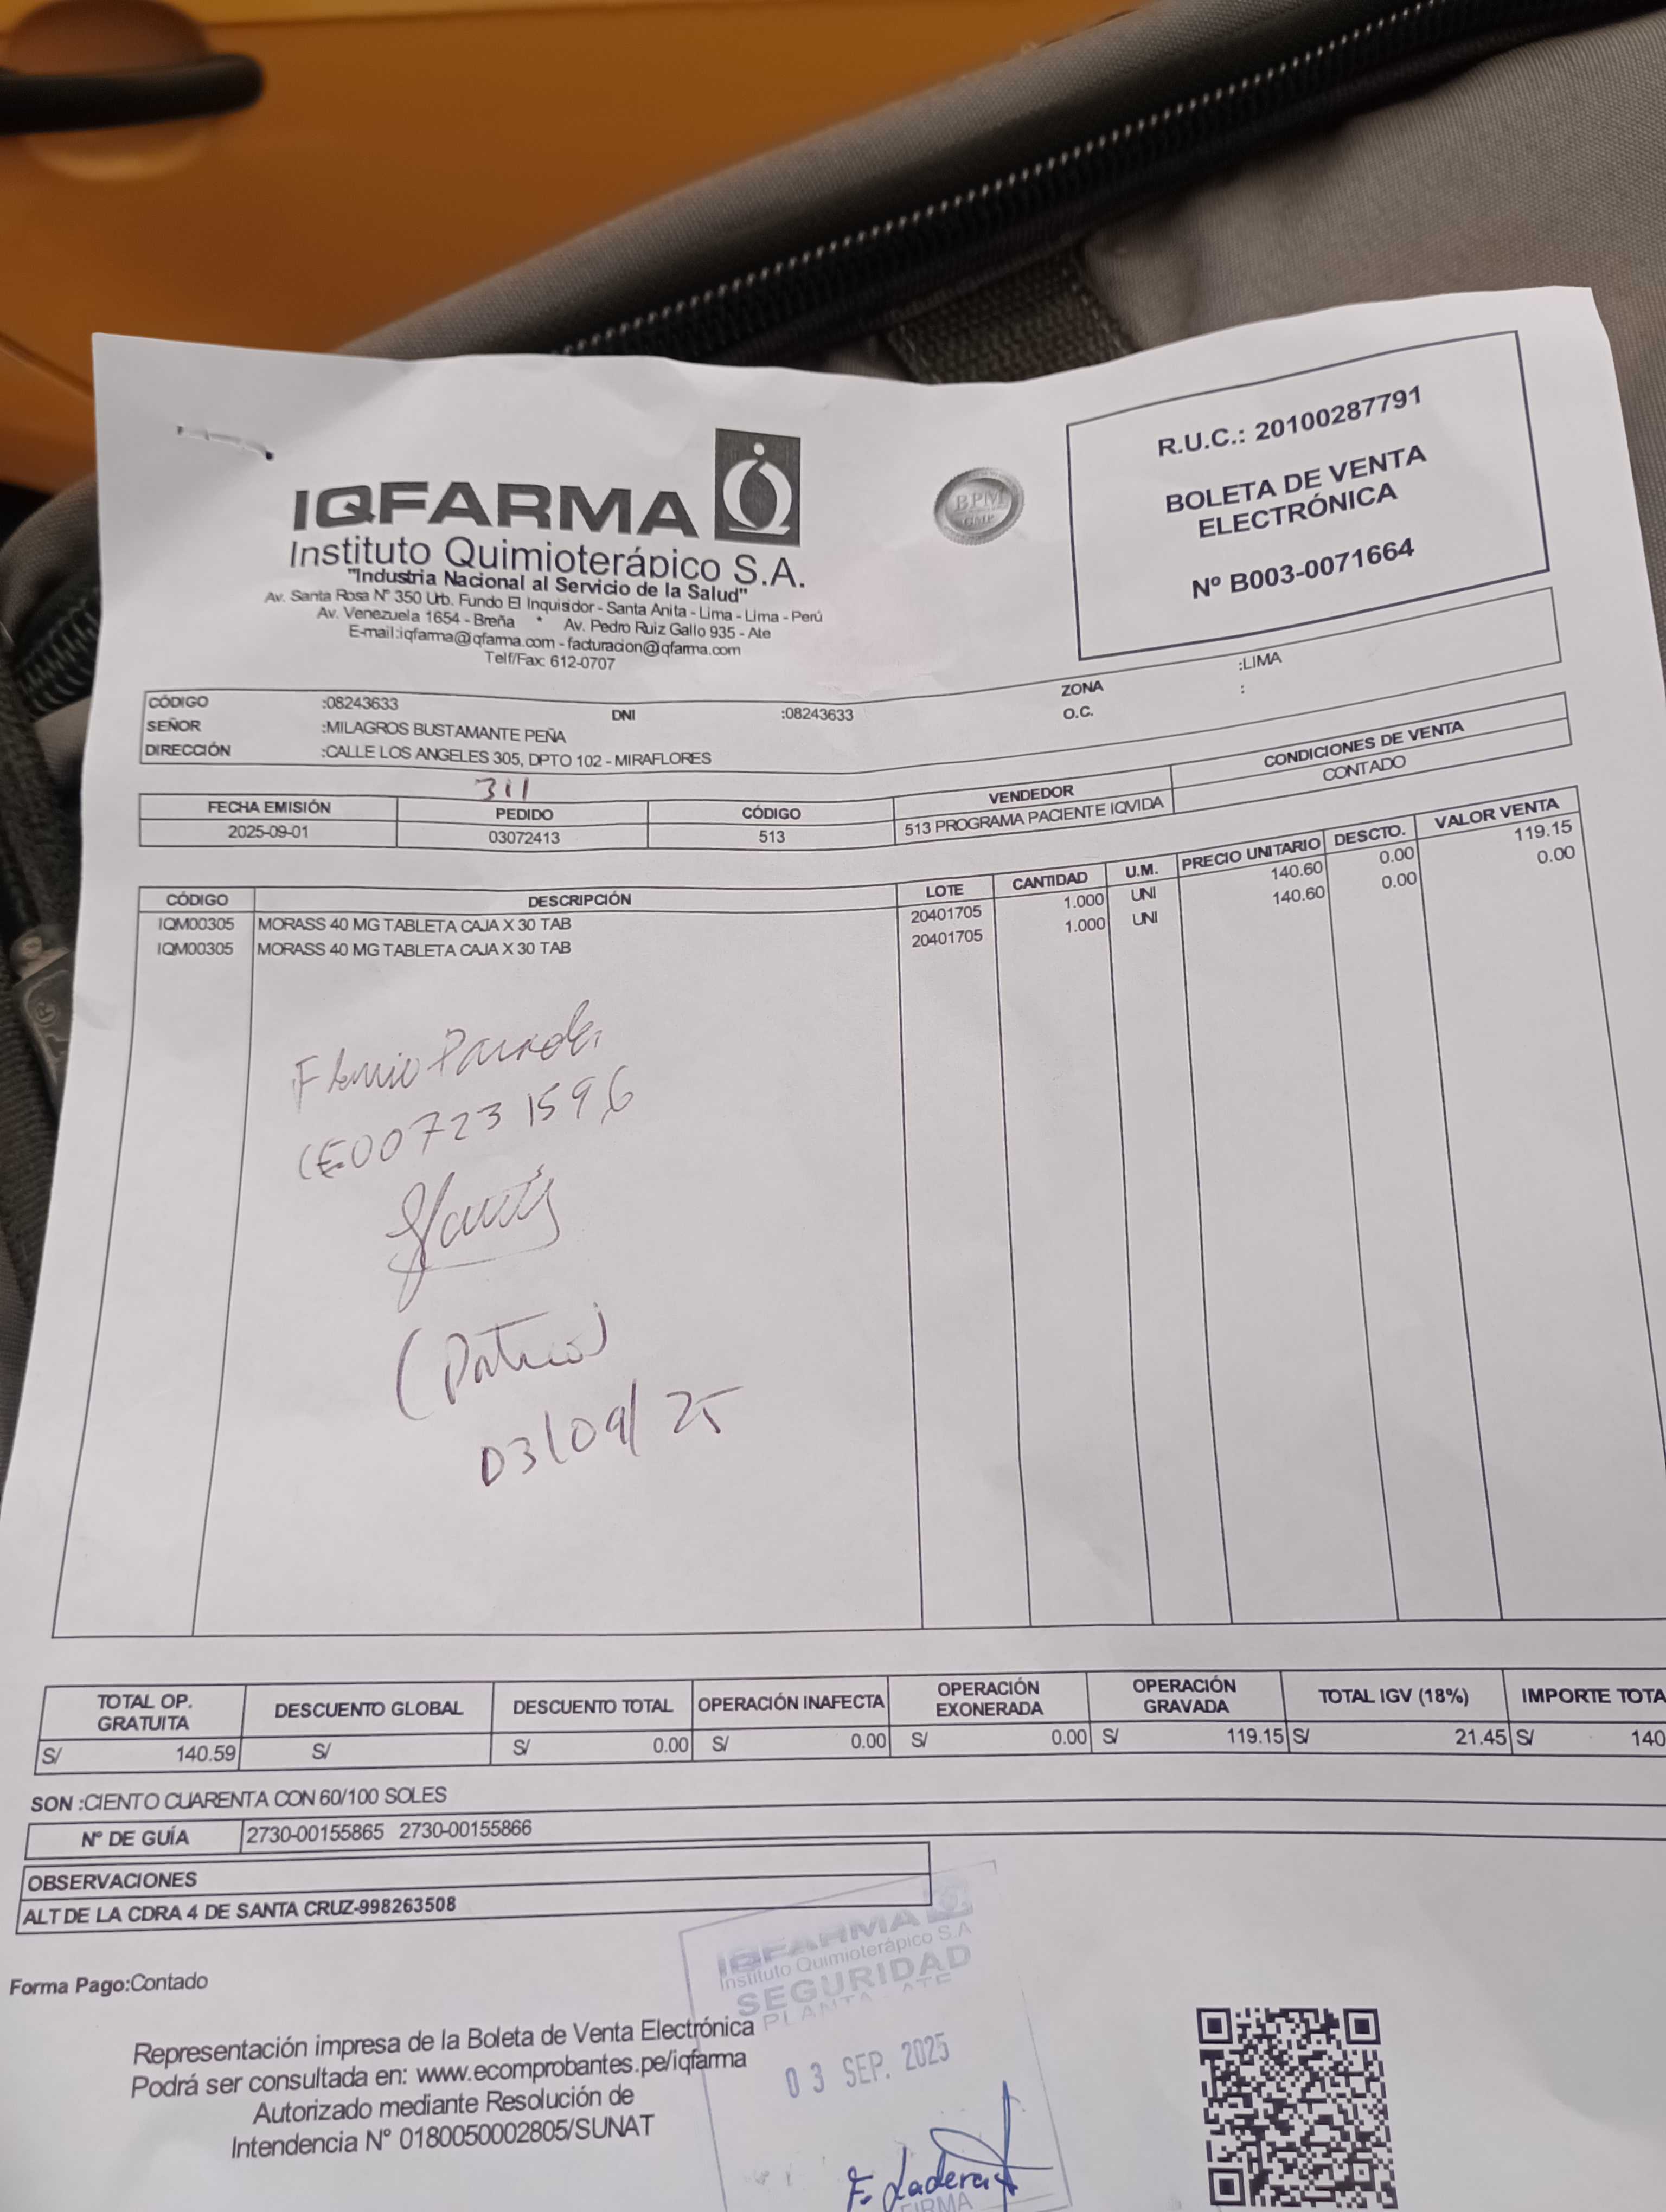 R.U.C.: 20100287791
BOLETA DE VENTA
ELECTRÓNICA
Nº B003-0071664
IQFARMA
BPM
GMP
Instituto Quimioterápico S.A.
"Industria Nacional al Servicio de la Salud"
Av. Santa Rosa Nº 350 Urb. Fundo El Inquisidor - Santa Anita - Lima - Lima - Perú
Av. Venezuela 1654 - Breña * Av. Pedro Ruiz Gallo 935 - Ate
E-mail:iqfarma@iqfarma.com - facturacion@iqfarma.com
Telf/Fax: 612-0707
CÓDIGO :08243633 DNI :08243633 ZONA :LIMA
SEÑOR :MILAGROS BUSTAMANTE PEÑA O.C. :
DIRECCIÓN :CALLE LOS ANGELES 305, DPTO 102 - MIRAFLORES
311
FECHA EMISIÓN PEDIDO CÓDIGO VENDEDOR CONDICIONES DE VENTA
2025-09-01 03072413 513 513 PROGRAMA PACIENTE IQVIDA CONTADO
CÓDIGO DESCRIPCIÓN LOTE CANTIDAD U.M. PRECIO UNITARIO DESCTO. VALOR VENTA
IQM00305 MORASS 40 MG TABLETA CAJA X 30 TAB 20401705 1.000 UNI 140.60 0.00 119.15
IQM00305 MORASS 40 MG TABLETA CAJA X 30 TAB 20401705 1.000 UNI 140.60 0.00 0.00
CE007231596
03/09/25
TOTAL OP. GRATUITA DESCUENTO GLOBAL DESCUENTO TOTAL OPERACIÓN INAFECTA OPERACIÓN EXONERADA OPERACIÓN GRAVADA TOTAL IGV (18%) IMPORTE TOTA
S/ 140.59 S/ S/ 0.00 S/ 0.00 S/ 0.00 S/ 119.15 S/ 21.45 S/ 140
SON :CIENTO CUARENTA CON 60/100 SOLES
Nº DE GUÍA 2730-00155865 2730-00155866
OBSERVACIONES
ALT DE LA CDRA 4 DE SANTA CRUZ-998263508
Forma Pago:Contado
Representación impresa de la Boleta de Venta Electrónica
Podrá ser consultada en: www.ecomprobantes.pe/iqfarma
Autorizado mediante Resolución de
Intendencia Nº 0180050002805/SUNAT
IQFARMA
Instituto Quimioterápico S.A
SEGURIDAD
PLANTA - ATE
03 SEP. 2025
FIRMA